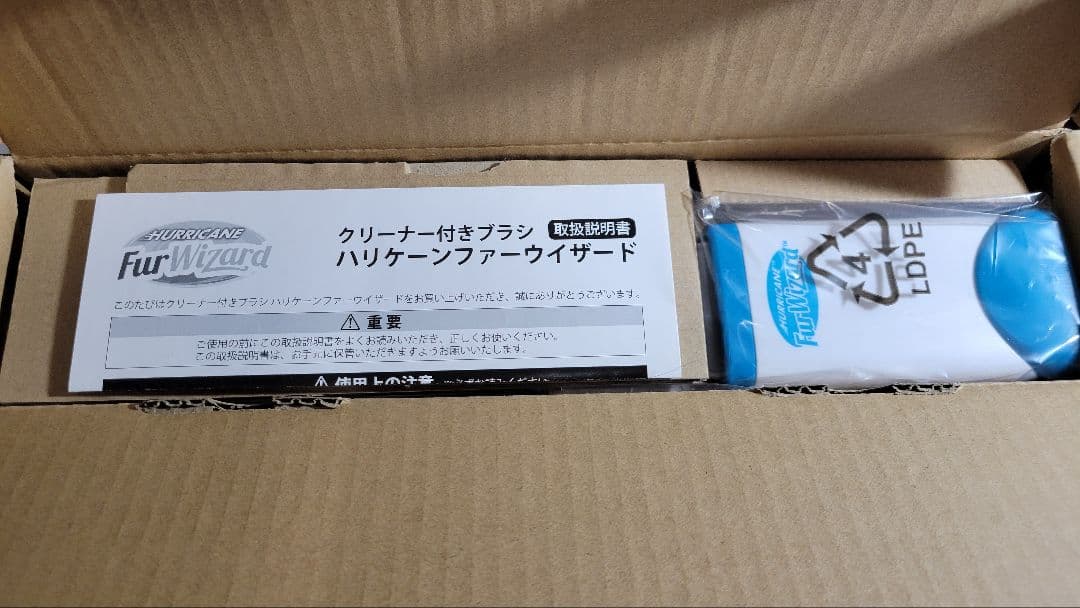 HURRICANE
FurWizard
クリーナー付きブラシ 取扱説明書
ハリケーンファーウイザード
このたびはクリーナー付きブラシ ハリケーンファーウイザードをお買い上げいただき、誠にありがとうございます。
⚠ 重要
ご使用の前はこの取扱説明書をよくお読みいただき、正しくお使いください。
この取扱説明書は、お手元に保管いただきますようお願いいたします。
⚠ 使用上の注意
HURRICANE™
FurWizard™
4
LDPE